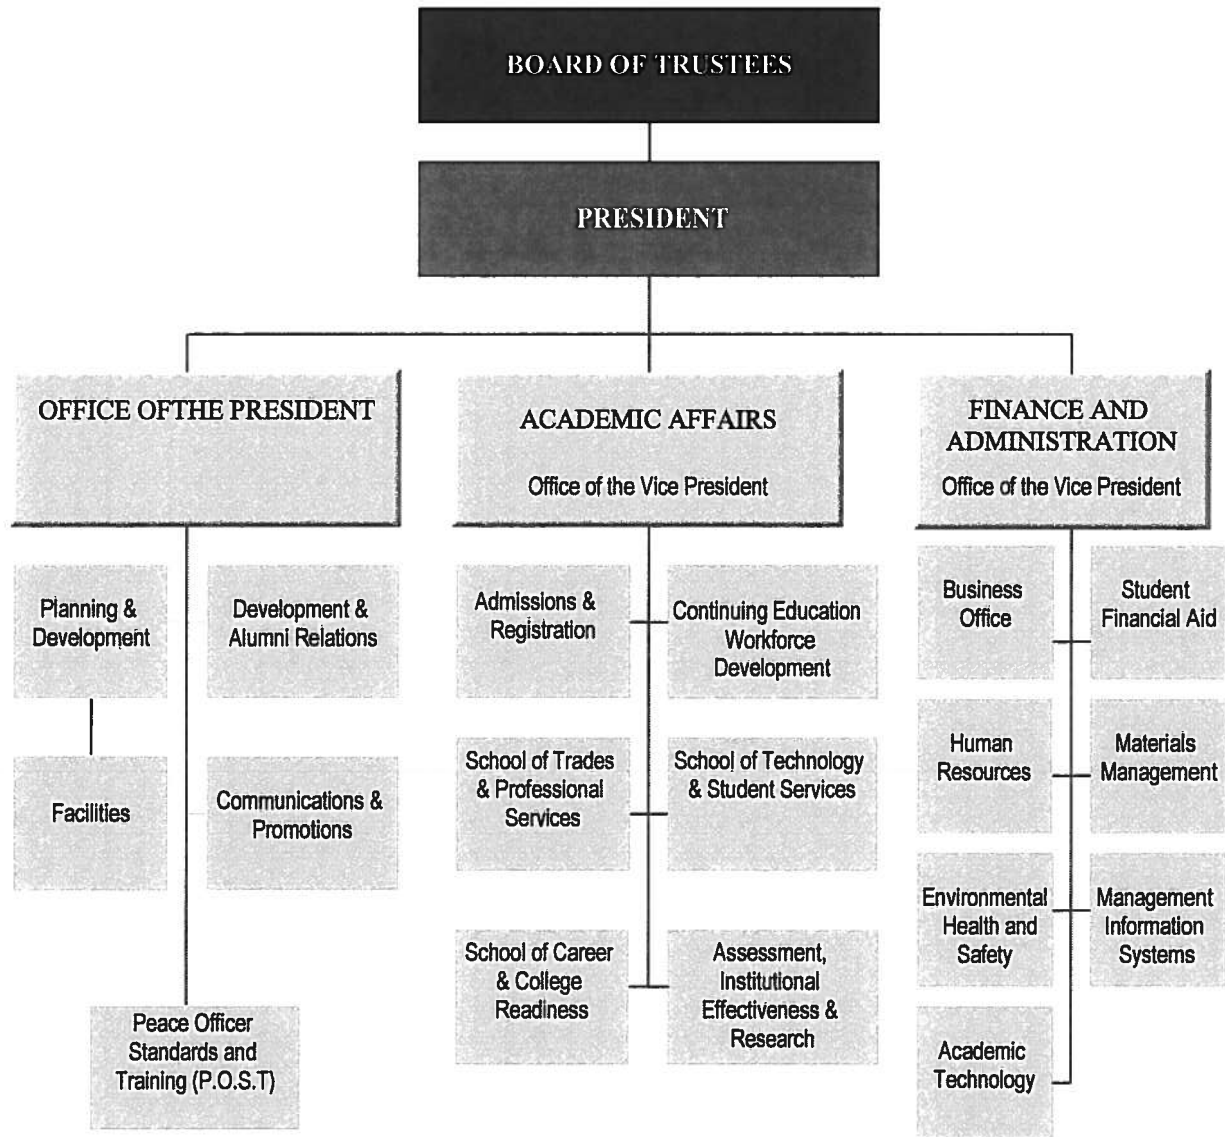 BOARD OF TRUSTEES
PRESIDENT
OFFICE OFTHE PRESIDENT
ACADEMIC AFFAIRS
Office of the Vice President
FINANCE AND
ADMINISTRATION
Office of the Vice President
Planning &
Development
Development &
Alumni Relations
Facilities
Communications &
Promotions
Peace Officer
Standards and
Training (P.O.S.T)
Admissions &
Registration
Continuing Education
Workforce
Development
School of Trades
& Professional
Services
School of Technology
& Student Services
School of Career
& College
Readiness
Assessment,
Institutional
Effectiveness &
Research
Business
Office
Student
Financial Aid
Human
Resources
Materials
Management
Environmental
Health and
Safety
Management
Information
Systems
Academic
Technology